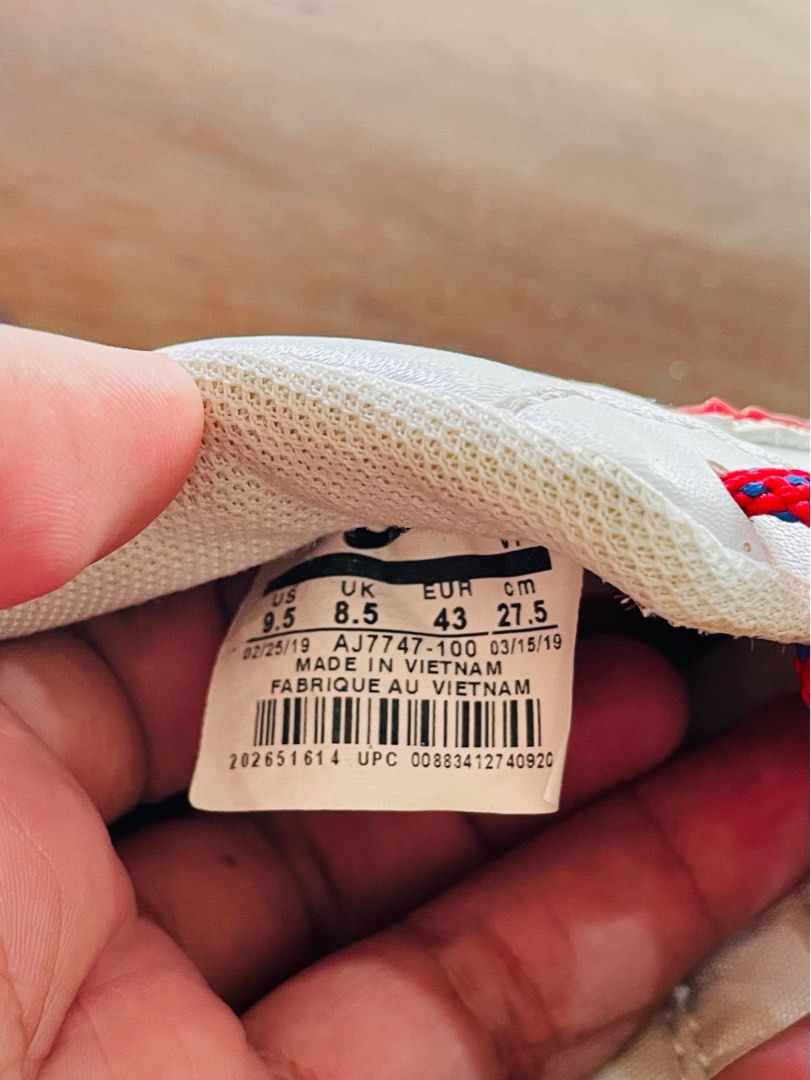 US UK EUR cm
9.5 8.5 43 27.5
02/25/19 AJ7747-100 03/15/19
MADE IN VIETNAM
FABRIQUE AU VIETNAM
202651614 UPC 00883412740920